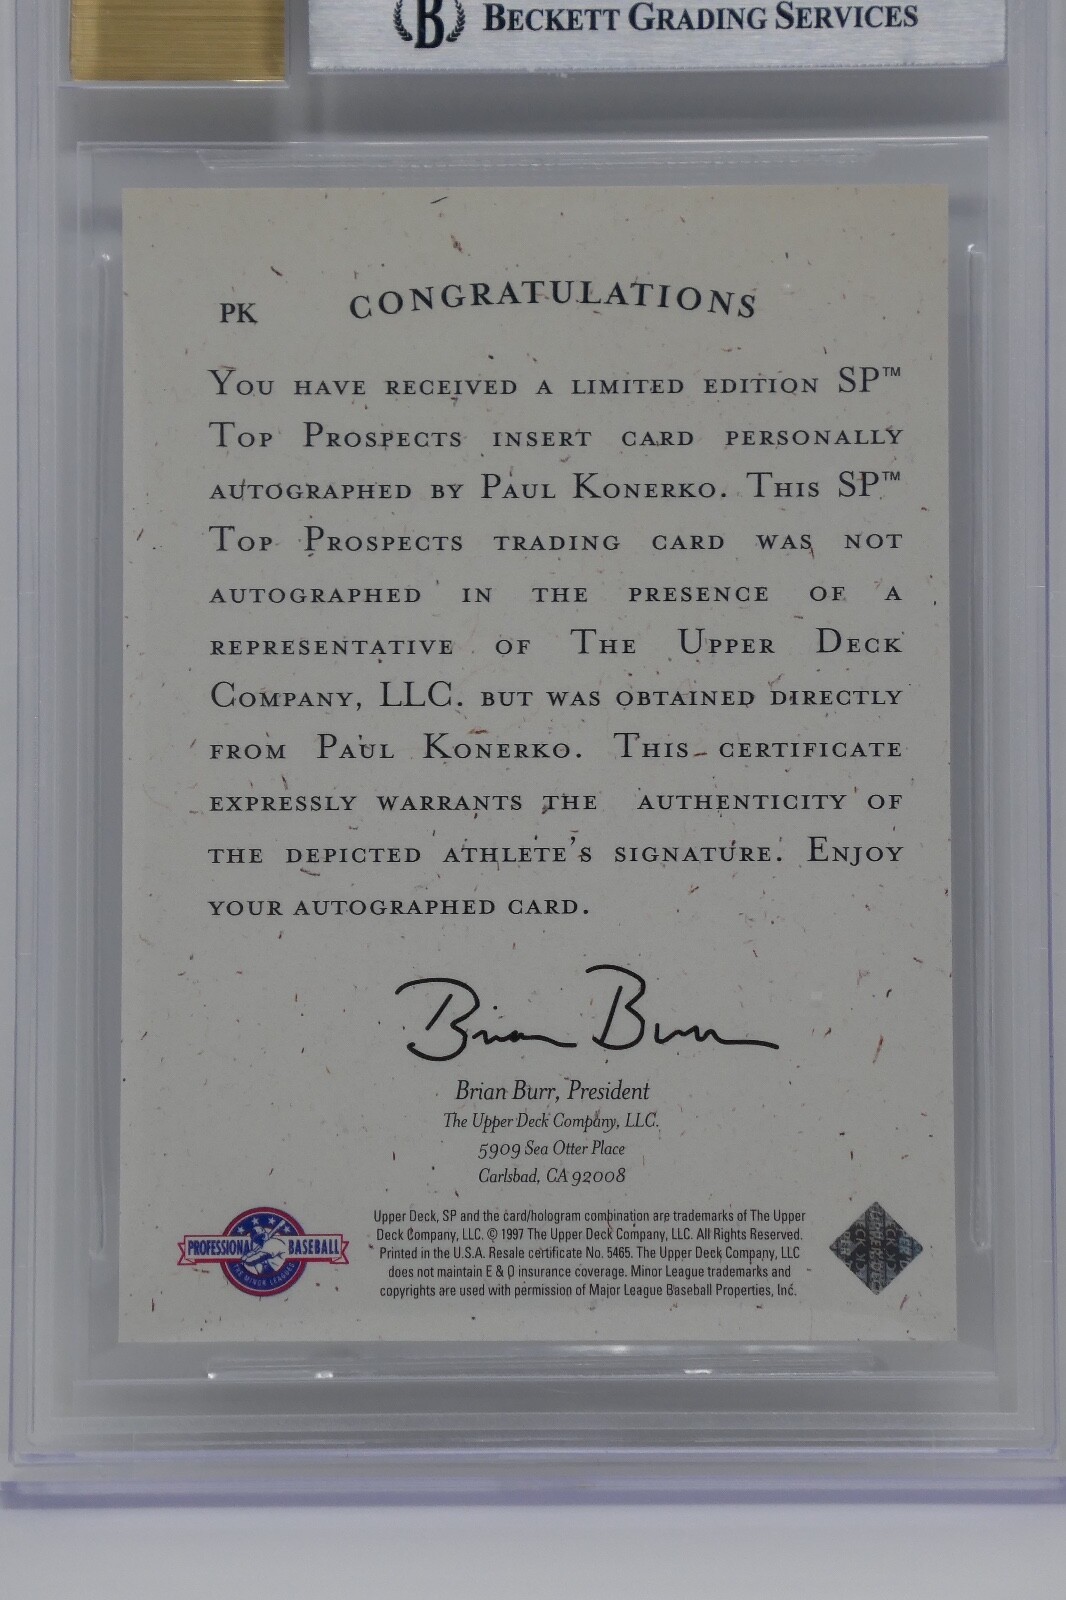 B BECKETT GRADING SERVICES
PK CONGRATULATIONS
YOU HAVE RECEIVED A LIMITED EDITION SP™
TOP PROSPECTS INSERT CARD PERSONALLY
AUTOGRAPHED BY PAUL KONERKO. THIS SP™
TOP PROSPECTS TRADING CARD WAS NOT
AUTOGRAPHED IN THE PRESENCE OF A
REPRESENTATIVE OF THE UPPER DECK
COMPANY, LLC. BUT WAS OBTAINED DIRECTLY
FROM PAUL KONERKO. THIS CERTIFICATE
EXPRESSLY WARRANTS THE AUTHENTICITY OF
THE DEPICTED ATHLETE'S SIGNATURE. ENJOY
YOUR AUTOGRAPHED CARD.
Brian Burr
Brian Burr, President
The Upper Deck Company, LLC.
5909 Sea Otter Place
Carlsbad, CA 92008
PROFESSIONAL BASEBALL
THE MINOR LEAGUES
Upper Deck, SP and the card/hologram combination are trademarks of The Upper
Deck Company, LLC. © 1997 The Upper Deck Company, LLC. All Rights Reserved.
Printed in the U.S.A. Resale certificate No. 5465. The Upper Deck Company, LLC
does not maintain E & O insurance coverage. Minor League trademarks and
copyrights are used with permission of Major League Baseball Properties, Inc.